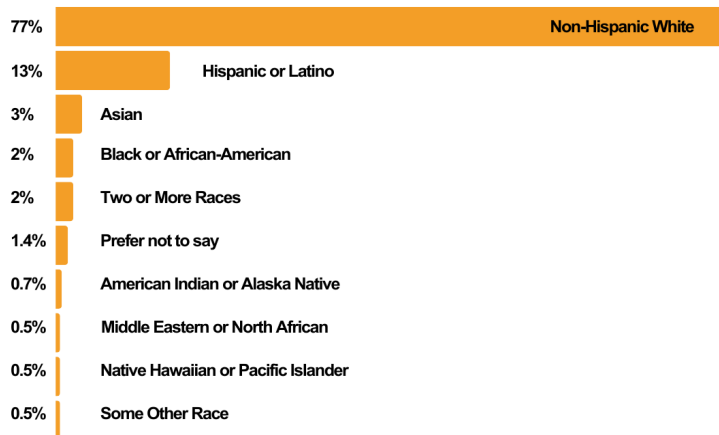 77% Non-Hispanic White
13% Hispanic or Latino
3% Asian
2% Black or African-American
2% Two or More Races
1.4% Prefer not to say
0.7% American Indian or Alaska Native
0.5% Middle Eastern or North African
0.5% Native Hawaiian or Pacific Islander
0.5% Some Other Race